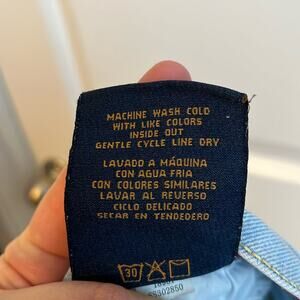 MACHINE WASH COLD
WITH LIKE COLORS
INSIDE OUT
GENTLE CYCLE LINE DRY
LAVADO A MÁQUINA
CON AGUA FRIA
CON COLORES SIMILARES
LAVAR AL REVERSO
CICLO DELICADO
SECAR EN TENDEDERO
30